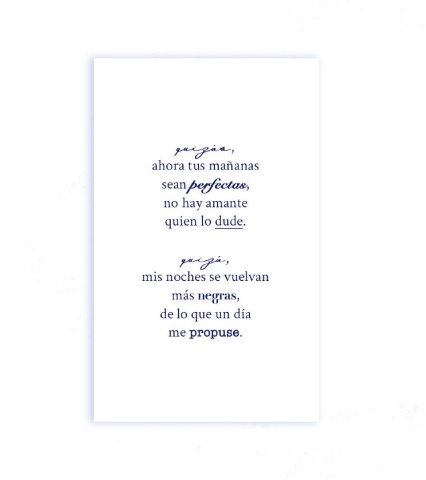 quizás,
ahora tus mañanas
sean perfectas,
no hay amante
quien lo dude.
quizá,
mis noches se vuelvan
más negras,
de lo que un día
me propuse.